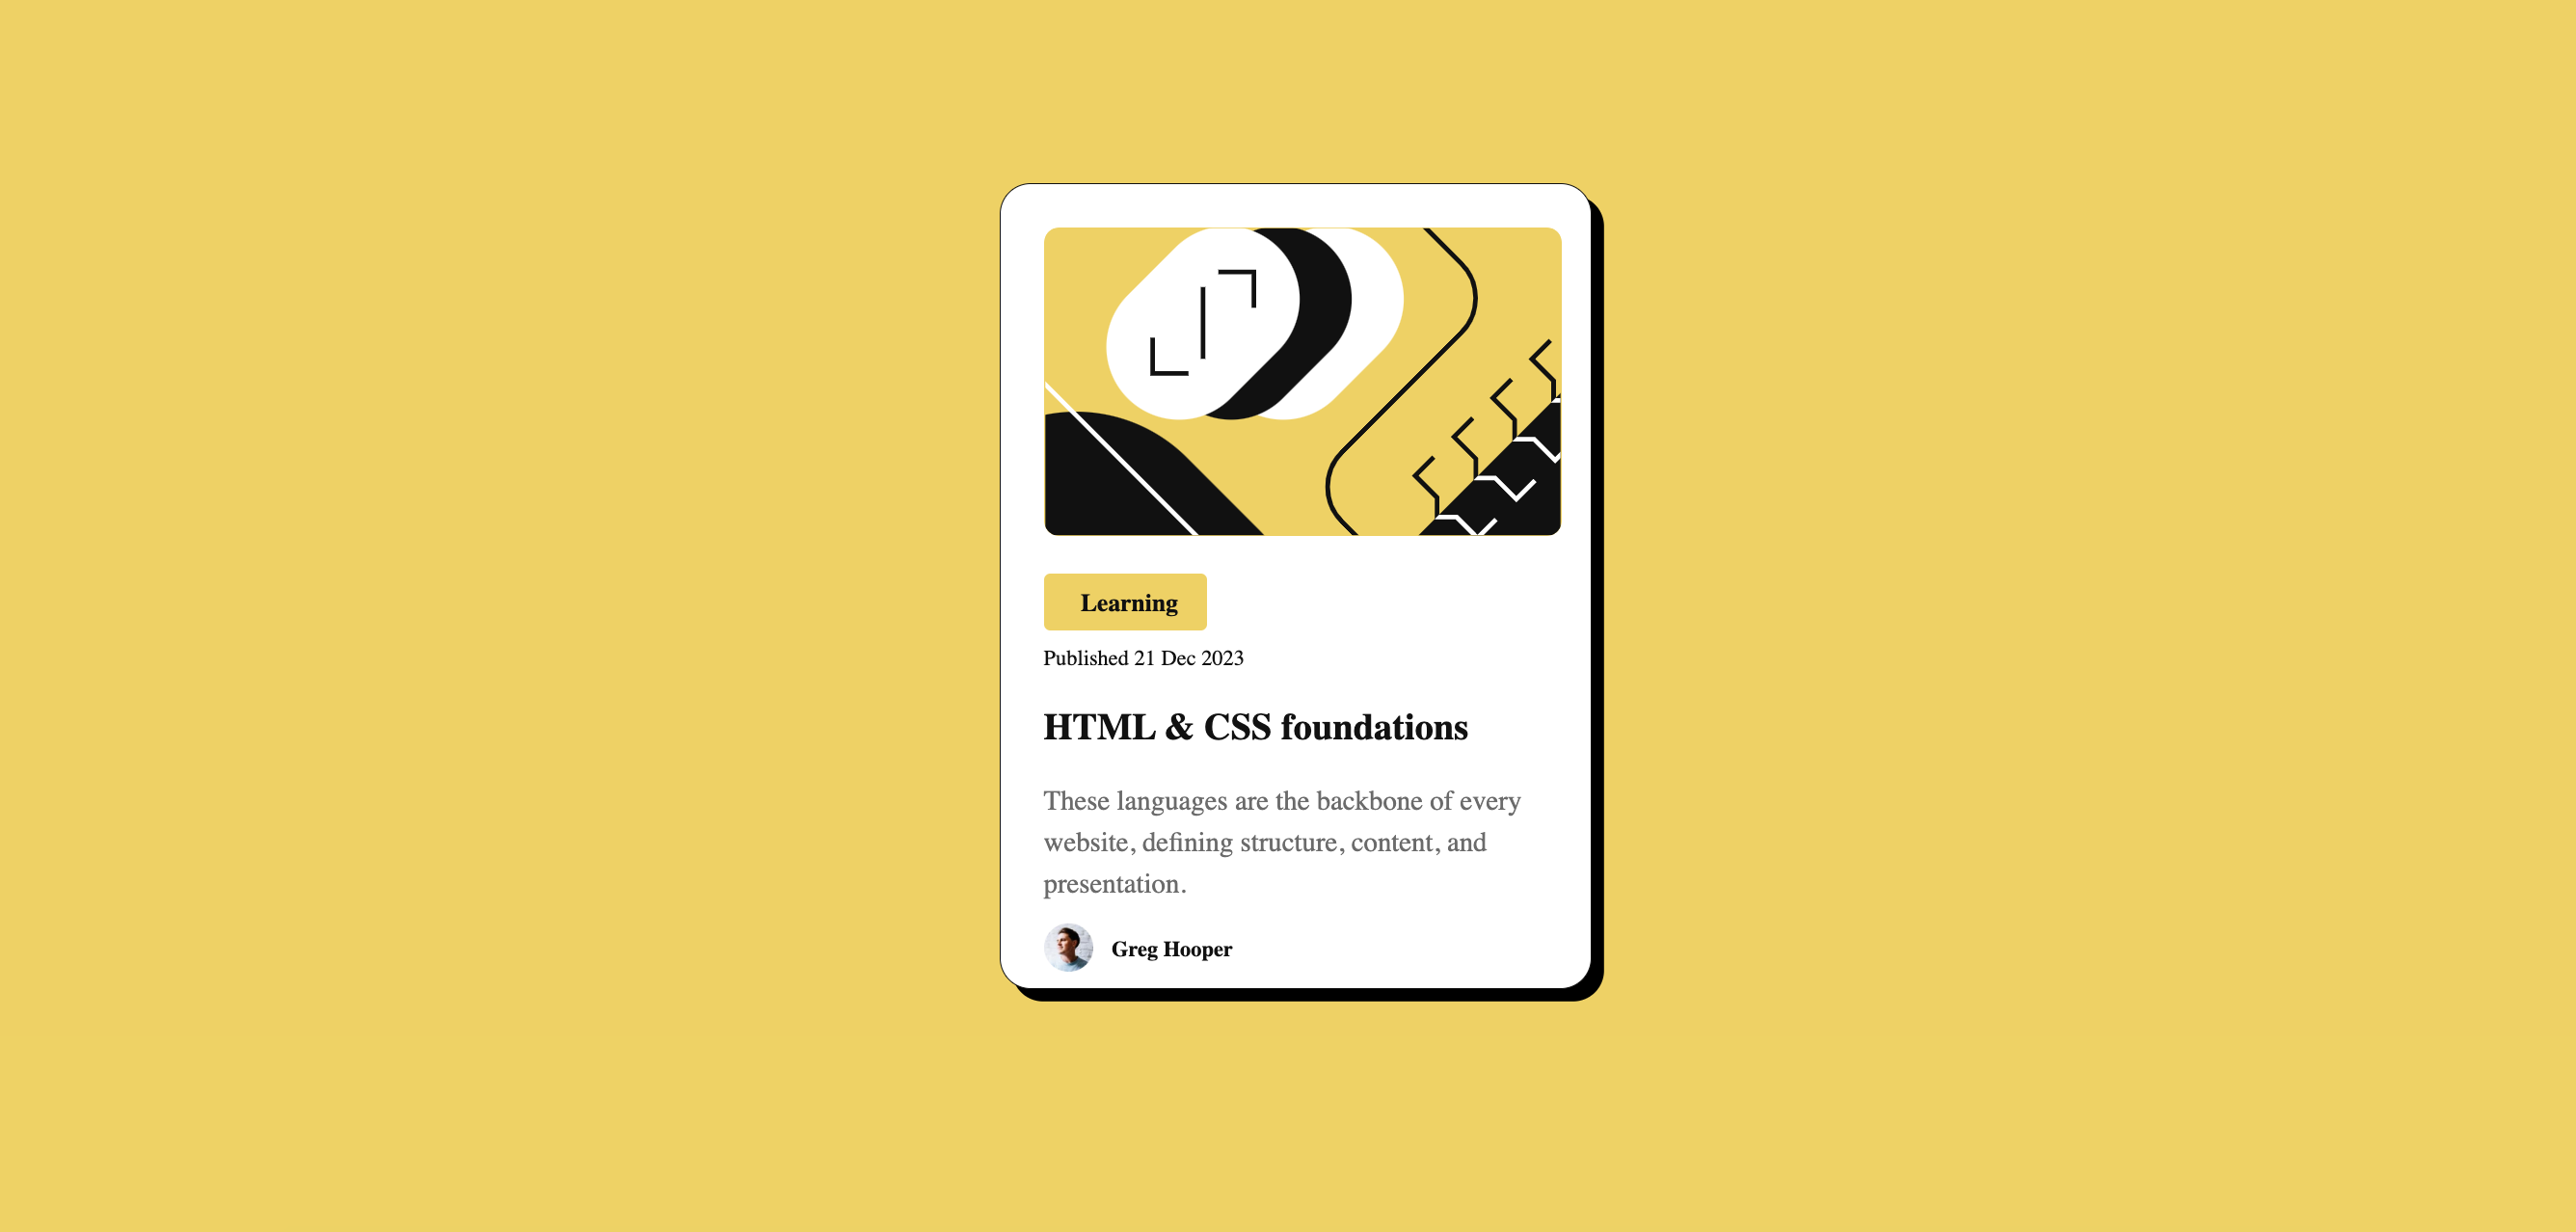 Learning
Published 21 Dec 2023
HTML & CSS foundations
These languages are the backbone of every
website, defining structure, content, and
presentation.
Greg Hooper